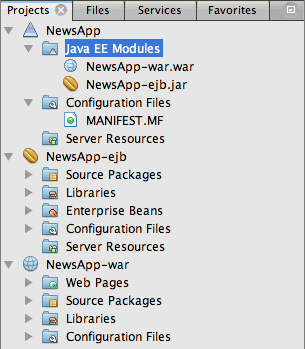 Projects Files Services Favorites
NewsApp
Java EE Modules
NewsApp-war.war
NewsApp-ejb.jar
Configuration Files
MANIFEST.MF
Server Resources
NewsApp-ejb
Source Packages
Libraries
Enterprise Beans
Configuration Files
Server Resources
NewsApp-war
Web Pages
Source Packages
Libraries
Configuration Files